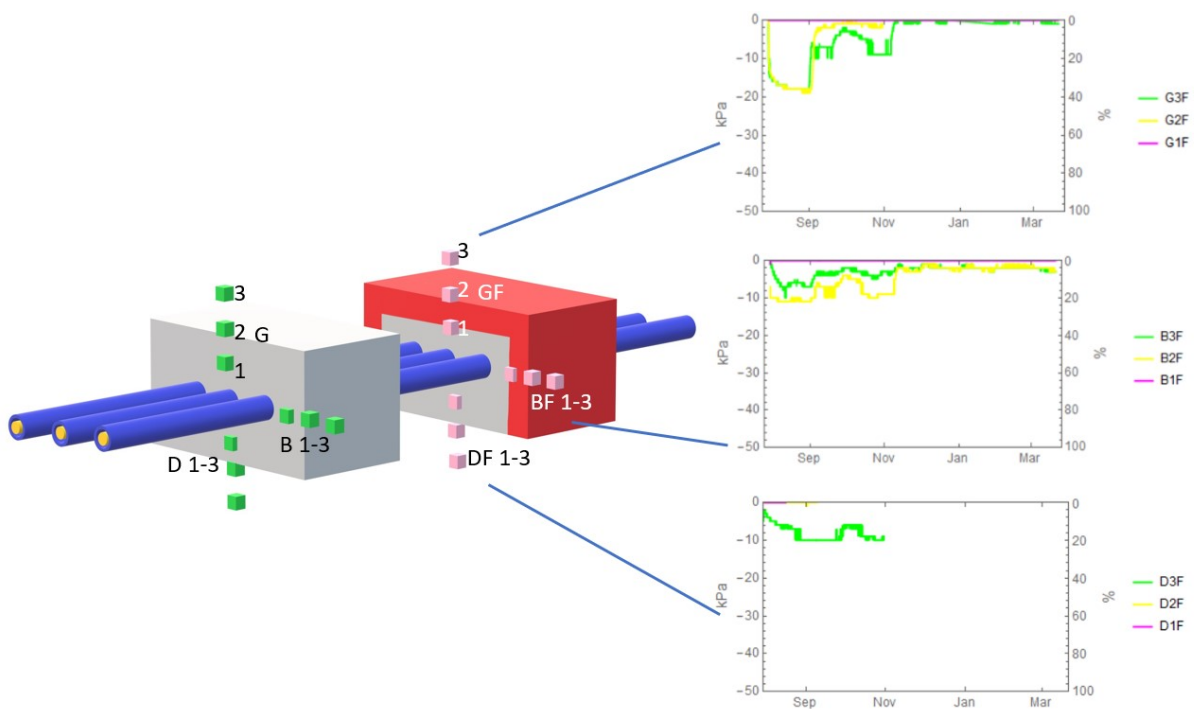 3
2 GF
1
3
2 G
1
B 1-3
D 1-3
BF 1-3
DF 1-3
0
−10
−20
−30
−40
−50
kPa
0
20
40
60
80
100
%
Sep Nov Jan Mar
G3F
G2F
G1F
0
−10
−20
−30
−40
−50
kPa
0
20
40
60
80
100
%
Sep Nov Jan Mar
B3F
B2F
B1F
0
−10
−20
−30
−40
−50
kPa
0
20
40
60
80
100
%
Sep Nov Jan Mar
D3F
D2F
D1F